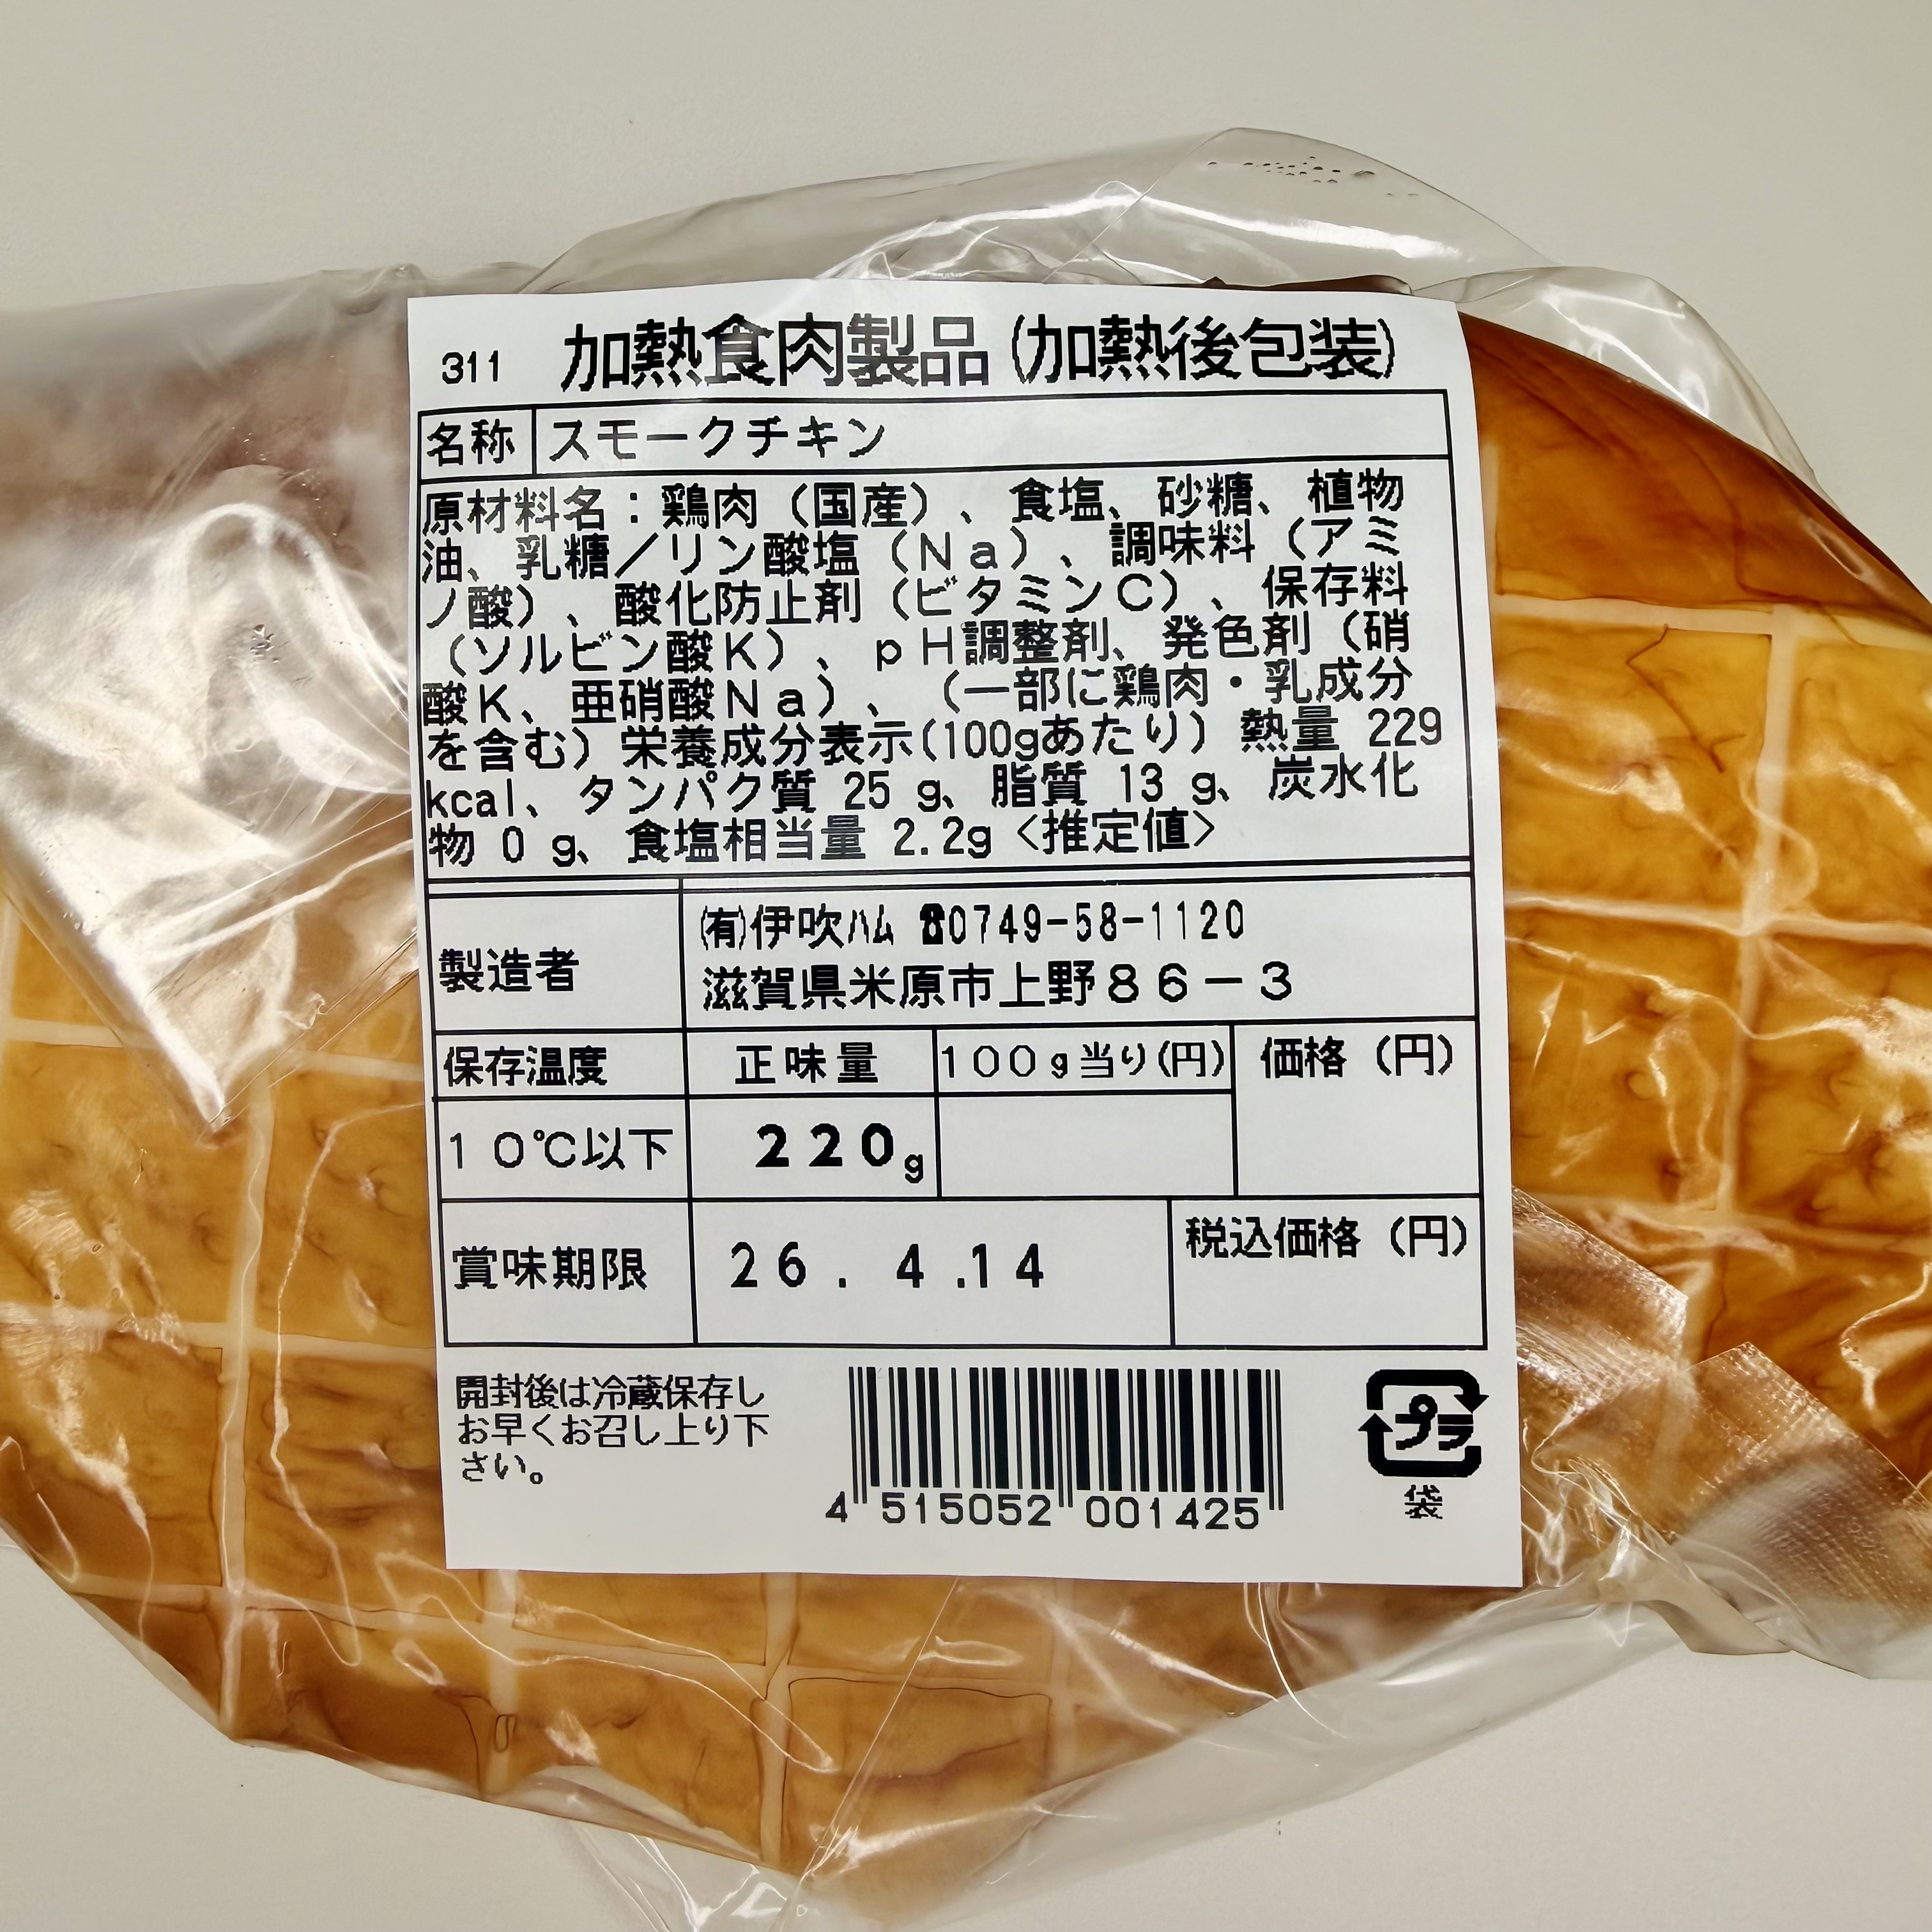 311 加熱食肉製品(加熱後包装)
名称 スモークチキン
原材料名：鶏肉（国産）、食塩、砂糖、植物
油、乳糖／リン酸塩（Ｎａ）、調味料（アミ
ノ酸）、酸化防止剤（ビタミンＣ）、保存料
（ソルビン酸Ｋ）、ｐＨ調整剤、発色剤（硝
酸Ｋ、亜硝酸Ｎａ）、（一部に鶏肉・乳成分
を含む）栄養成分表示(100gあたり) 熱量 229
kcal、タンパク質 25 g、脂質 13 g、炭水化
物 0 g、食塩相当量 2.2g <推定値>
製造者
㈲伊吹ハム ☎0749-58-1120
滋賀県米原市上野８６－３
保存温度 正味量 １００ｇ当り(円) 価格（円）
１０℃以下 220g
賞味期限 26. 4.14 税込価格（円）
開封後は冷蔵保存し
お早くお召し上り下
さい。
4 515052 001425
プラ
袋